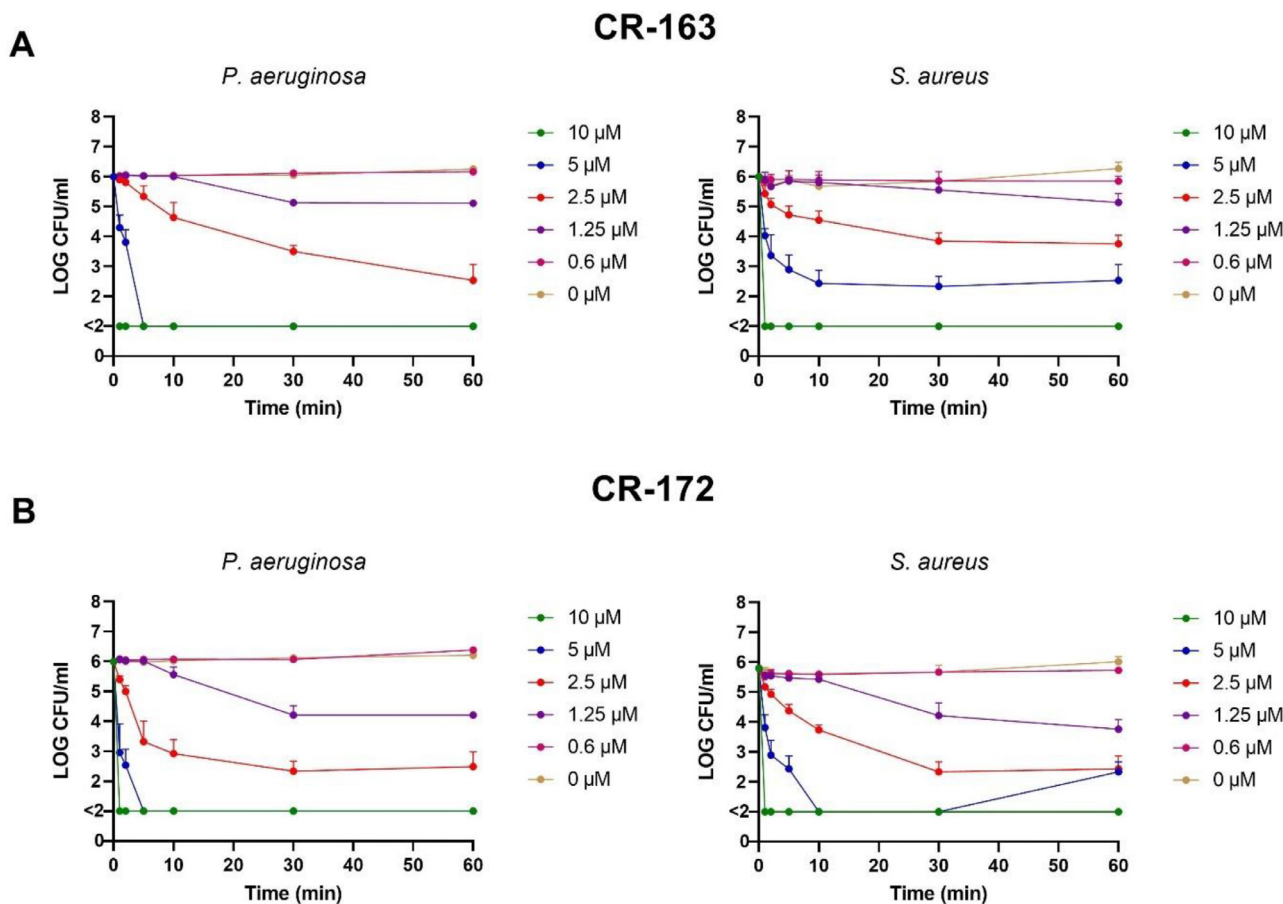 CR-163
A
P. aeruginosa
S. aureus
LOG CFU/ml
8
7
6
5
4
3
2
<2
0
0
10
20
30
40
50
60
Time (min)
10 µM
5 µM
2.5 µM
1.25 µM
0.6 µM
0 µM
LOG CFU/ml
8
7
6
5
4
3
2
<2
0
0
10
20
30
40
50
60
Time (min)
10 µM
5 µM
2.5 µM
1.25 µM
0.6 µM
0 µM
CR-172
B
P. aeruginosa
S. aureus
LOG CFU/ml
8
7
6
5
4
3
2
<2
0
0
10
20
30
40
50
60
Time (min)
10 µM
5 µM
2.5 µM
1.25 µM
0.6 µM
0 µM
LOG CFU/ml
8
7
6
5
4
3
2
<2
0
0
10
20
30
40
50
60
Time (min)
10 µM
5 µM
2.5 µM
1.25 µM
0.6 µM
0 µM